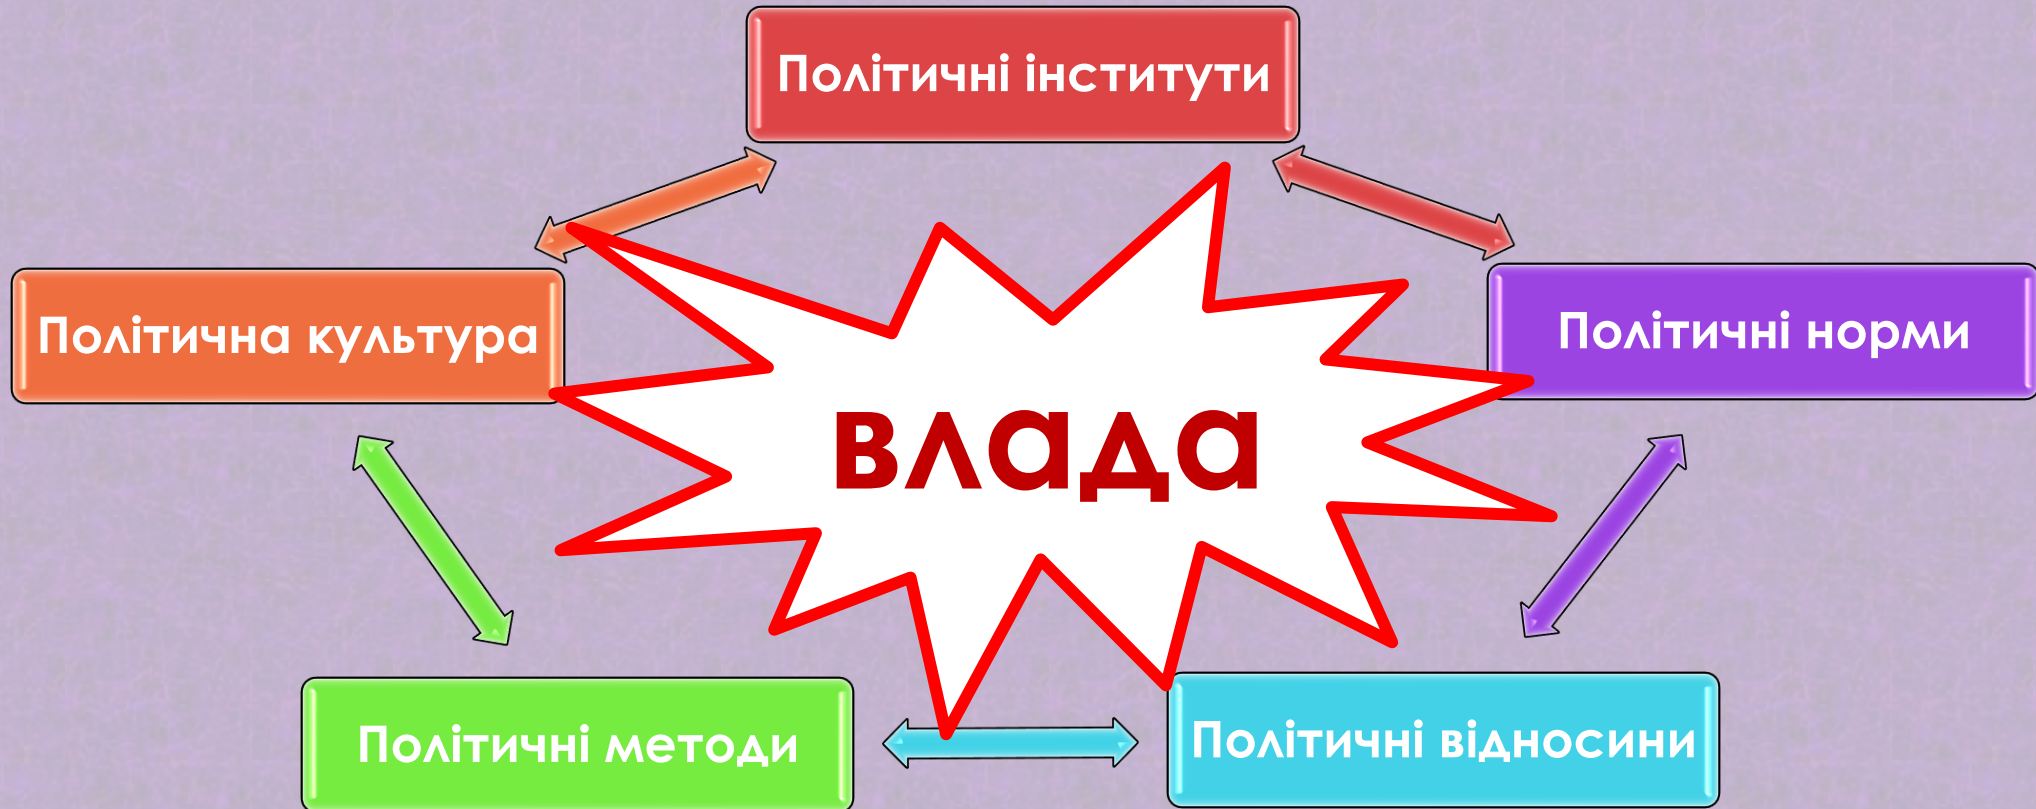 Політичні інститути
Політична культура
Політичні норми
влада
Політичні методи
Політичні відносини